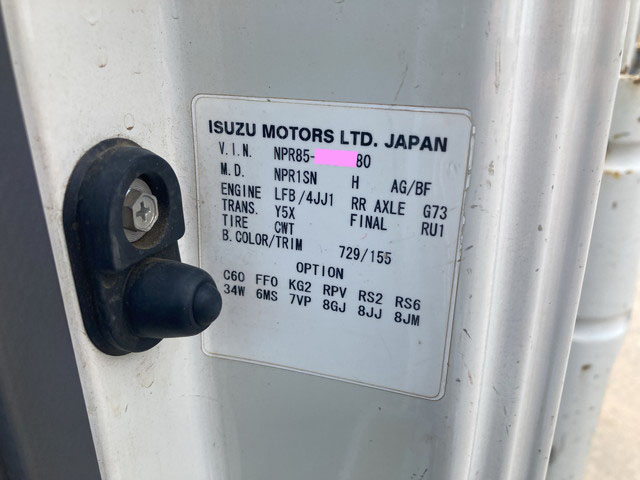 ISUZU MOTORS LTD. JAPAN
V.I.N. NPR85- 80
M.D. NPR1SN H AG/BF
ENGINE LFB/4JJ1 RR AXLE G73
TRANS. Y5X FINAL RU1
TIRE CWT
B.COLOR/TRIM 729/155
OPTION
C60 FF0 KG2 RPV RS2 RS6
34W 6MS 7VP 8GJ 8JJ 8JM